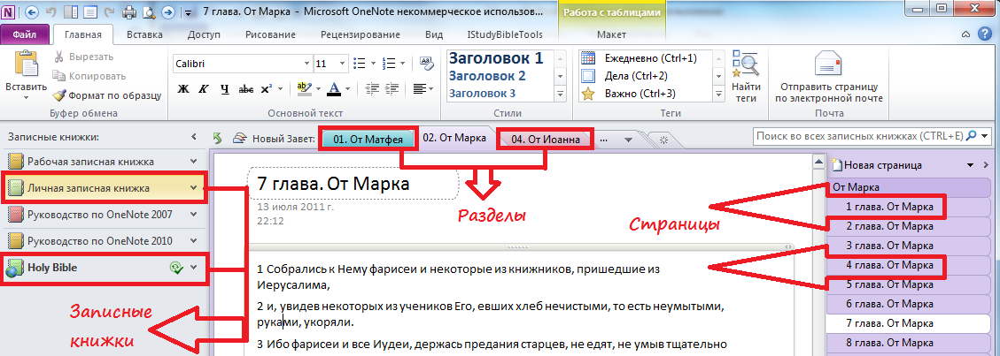 7 глава. От Марка - Microsoft OneNote некоммерческое использов...
Работа с таблицами
Файл
Главная
Вставка
Доступ
Рисование
Рецензирование
Вид
IStudyBibleTools
Макет
Вставить
Вырезать
Копировать
Формат по образцу
Буфер обмена
Calibri
11
Ж К Ч abc x²
Основной текст
Заголовок 1
Заголовок 2
Заголовок 3
Стили
Ежедневно (Ctrl+1)
Дела (Ctrl+2)
Важно (Ctrl+3)
Теги
Найти
теги
Отправить страницу
по электронной почте
Почта
Записные книжки:
Рабочая записная книжка
Личная записная книжка
Руководство по OneNote 2007
Руководство по OneNote 2010
Holy Bible
Записные
книжки
Новый Завет:
01. От Матфея
02. От Марка
04. От Иоанна
...
Поиск во всех записных книжках (CTRL+E)
7 глава. От Марка
13 июля 2011 г.
22:12
Разделы
Страницы
1 Собрались к Нему фарисеи и некоторые из книжников, пришедшие из
Иерусалима,
2 и, увидев некоторых из учеников Его, евших хлеб нечистыми, то есть неумытыми,
руками, укоряли.
3 Ибо фарисеи и все Иудеи, держась предания старцев, не едят, не умыв тщательно
Новая страница
От Марка
1 глава. От Марка
2 глава. От Марка
3 глава. От Марка
4 глава. От Марка
5 глава. От Марка
6 глава. От Марка
7 глава. От Марка
8 глава. От Марка